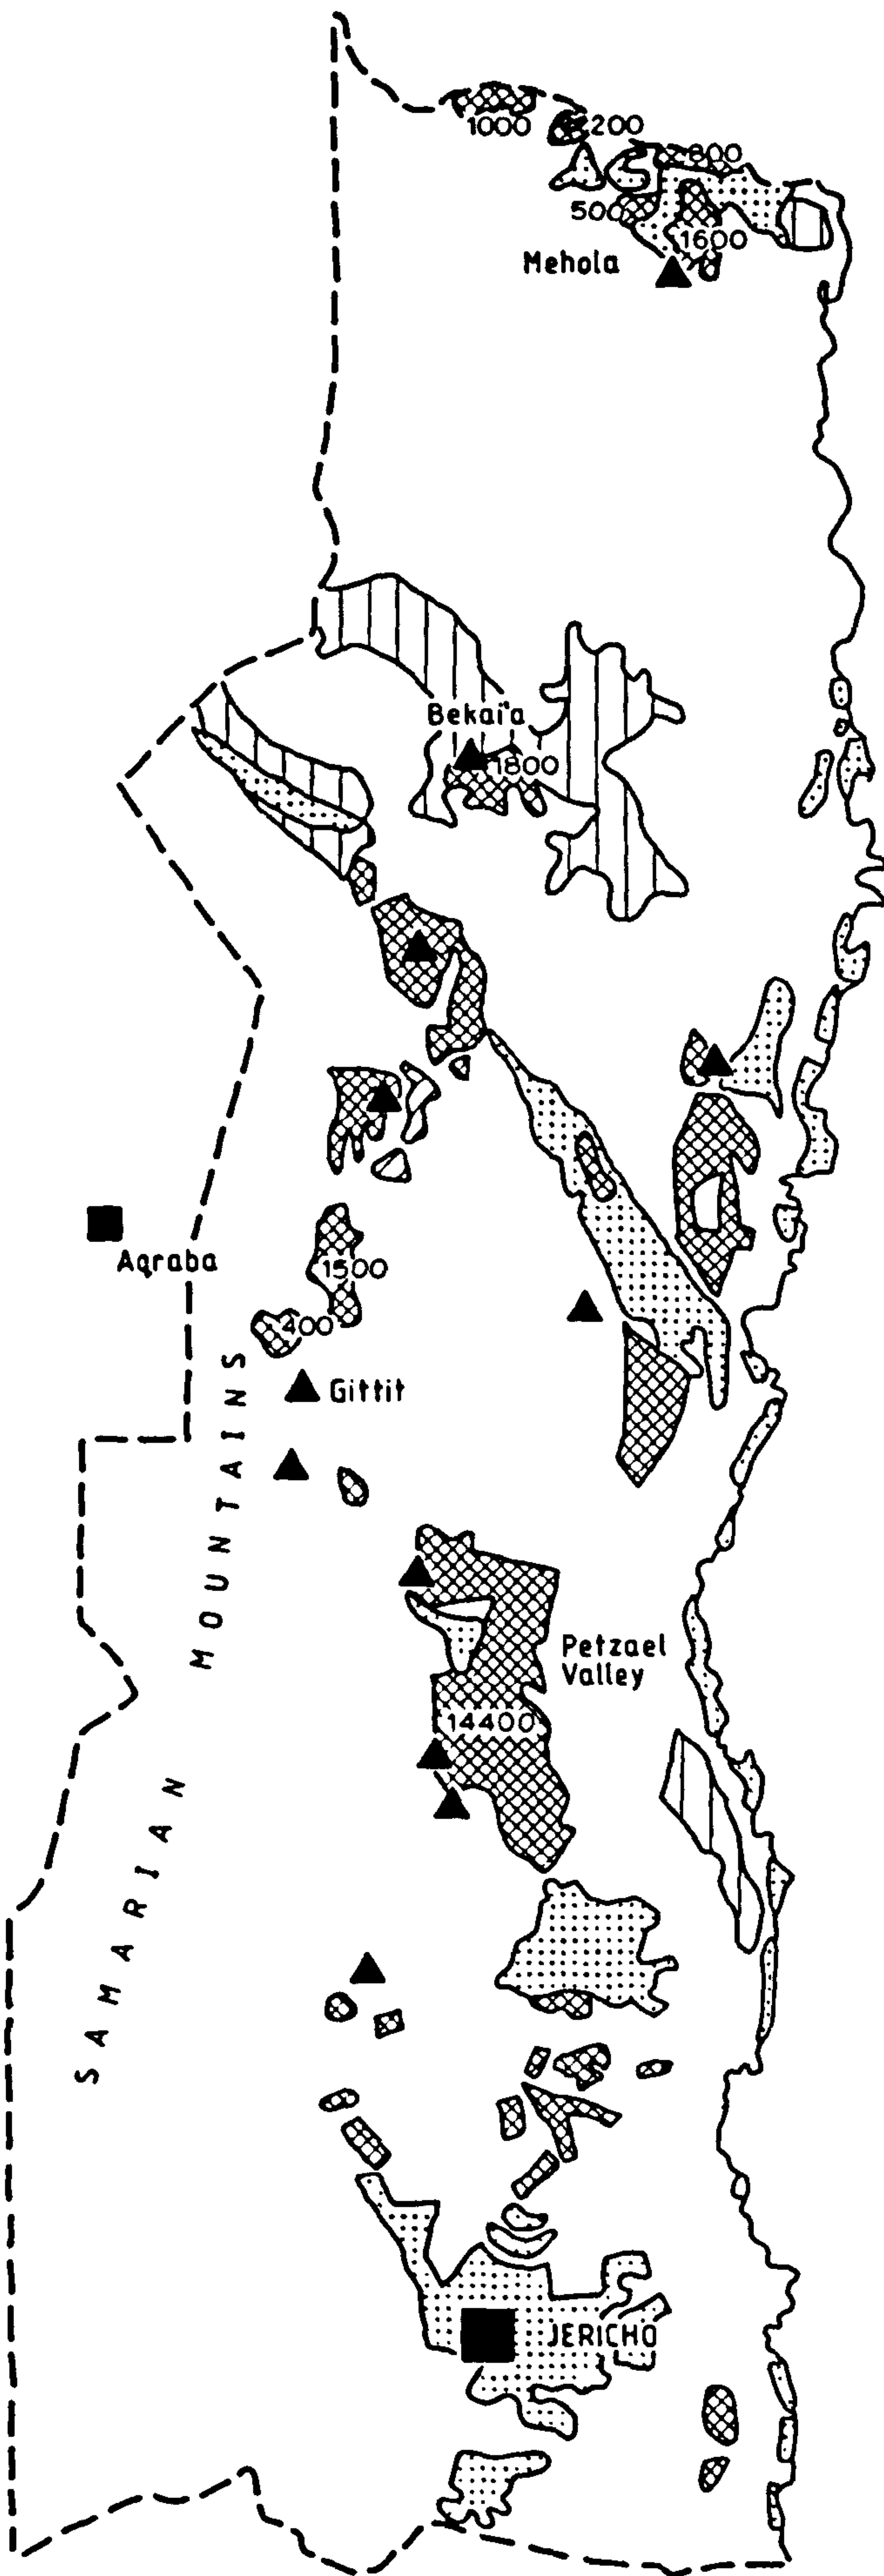 1000
200
800
500
1600
Mehola
Bekai'a
1800
Aqraba
1500
400
Gittit
SAMARIAN MOUNTAINS
Petzael
Valley
14400
JERICHO